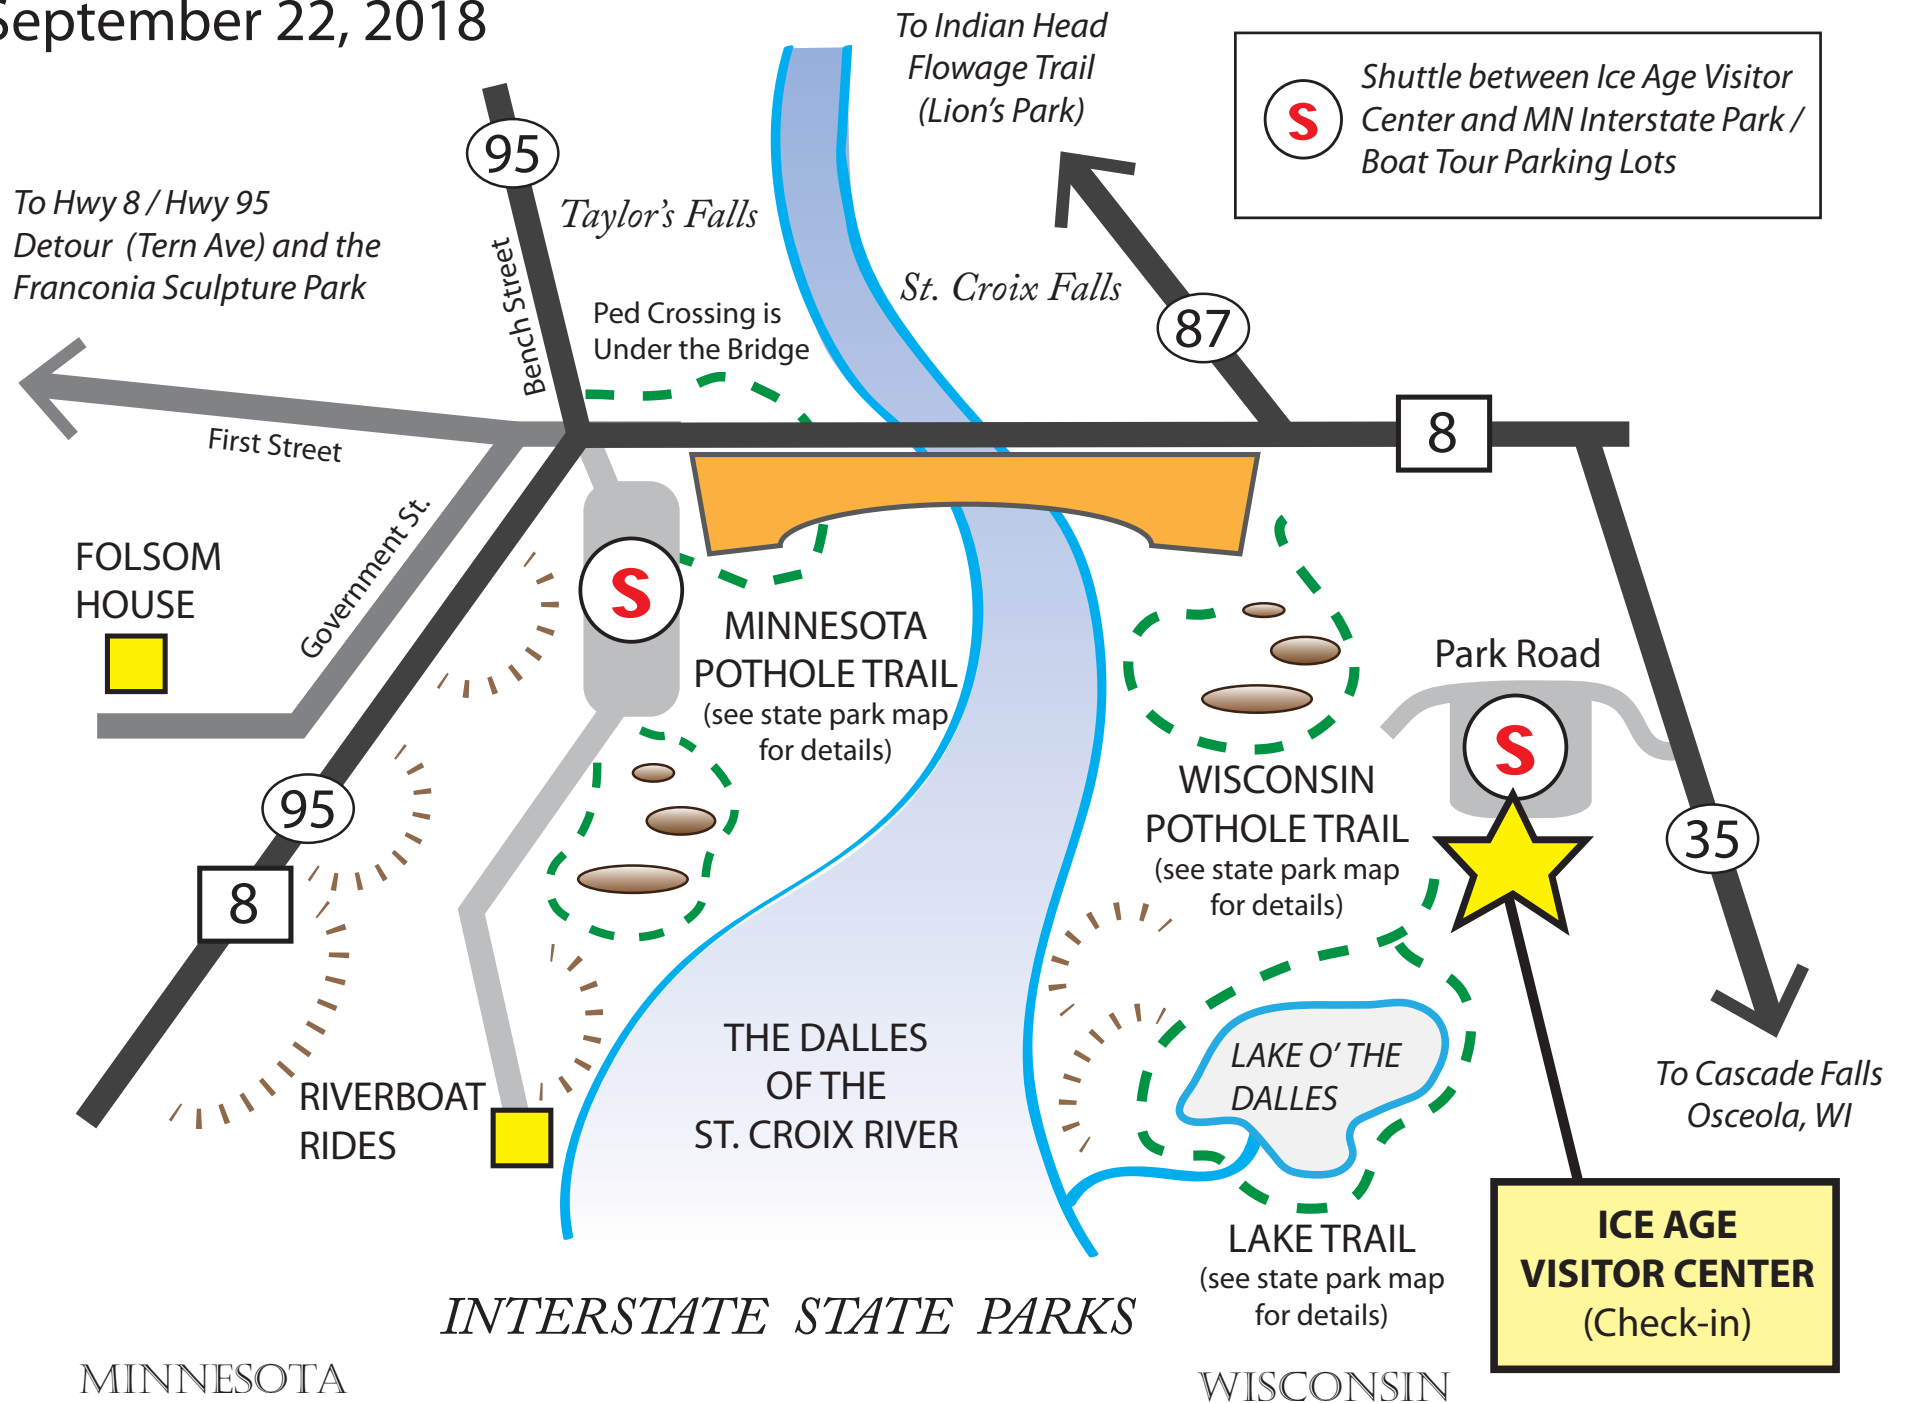 September 22, 2018
To Indian Head
Flowage Trail
(Lion's Park)
S
Shuttle between Ice Age Visitor
Center and MN Interstate Park /
Boat Tour Parking Lots
95
To Hwy 8 / Hwy 95
Detour (Tern Ave) and the
Franconia Sculpture Park
Taylor's Falls
Bench Street
St. Croix Falls
Ped Crossing is
Under the Bridge
87
First Street
8
Government St.
FOLSOM
HOUSE
S
MINNESOTA
POTHOLE TRAIL
(see state park map
for details)
Park Road
S
WISCONSIN
POTHOLE TRAIL
(see state park map
for details)
95
8
35
THE DALLES
OF THE
ST. CROIX RIVER
LAKE O' THE
DALLES
To Cascade Falls
Osceola, WI
RIVERBOAT
RIDES
LAKE TRAIL
(see state park map
for details)
ICE AGE
VISITOR CENTER
(Check-in)
INTERSTATE STATE PARKS
MINNESOTA
WISCONSIN